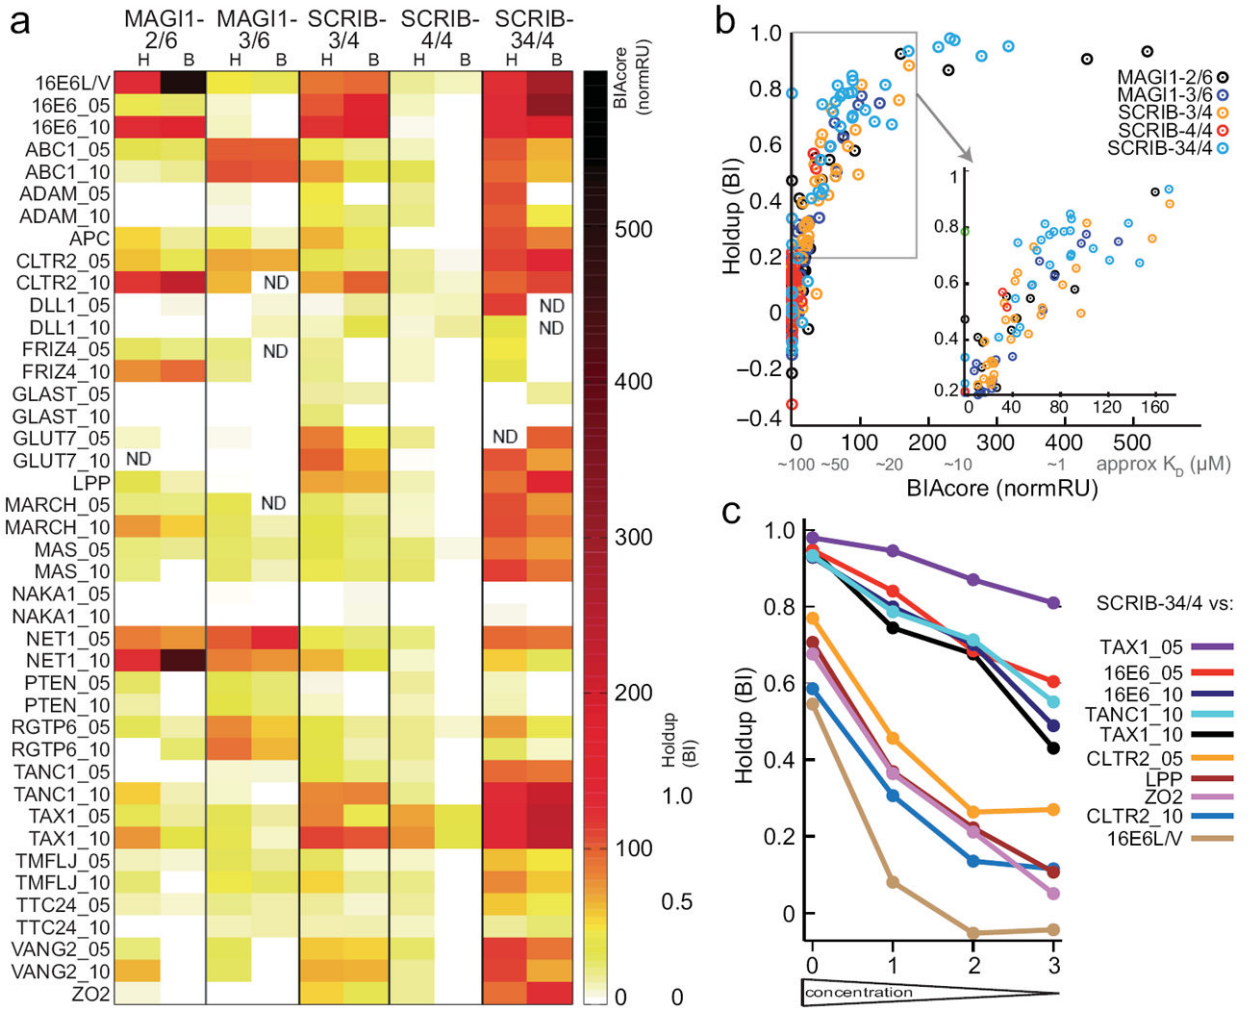 a
MAGI1-
2/6
MAGI1-
3/6
SCRIB-
3/4
SCRIB-
4/4
SCRIB-
34/4
H B H B H B H B H B
16E6L/V
16E6_05
16E6_10
ABC1_05
ABC1_10
ADAM_05
ADAM_10
APC
CLTR2_05
CLTR2_10 ND
DLL1_05 ND
DLL1_10 ND
FRIZ4_05 ND
FRIZ4_10
GLAST_05
GLAST_10
GLUT7_05 ND
GLUT7_10 ND
LPP
MARCH_05 ND
MARCH_10
MAS_05
MAS_10
NAKA1_05
NAKA1_10
NET1_05
NET1_10
PTEN_05
PTEN_10
RGTP6_05
RGTP6_10
TANC1_05
TANC1_10
TAX1_05
TAX1_10
TMFLJ_05
TMFLJ_10
TTC24_05
TTC24_10
VANG2_05
VANG2_10
ZO2
BIAcore
(normRU)
500
400
300
200
100
0
Holdup
(BI)
1.0
0.5
0
b
Holdup (BI)
1.0
0.8
0.6
0.4
0.2
0
−0.2
−0.4
0 100 200 300 400 500
~100 ~50 ~20 ~10 ~1 approx KD (µM)
BIAcore (normRU)
MAGI1-2/6
MAGI1-3/6
SCRIB-3/4
SCRIB-4/4
SCRIB-34/4
1
0.8
0.6
0.4
0.2
0 40 80 120 160
c
Holdup (BI)
1.0
0.8
0.6
0.4
0.2
0
0 1 2 3
concentration
SCRIB-34/4 vs:
TAX1_05
16E6_05
16E6_10
TANC1_10
TAX1_10
CLTR2_05
LPP
ZO2
CLTR2_10
16E6L/V